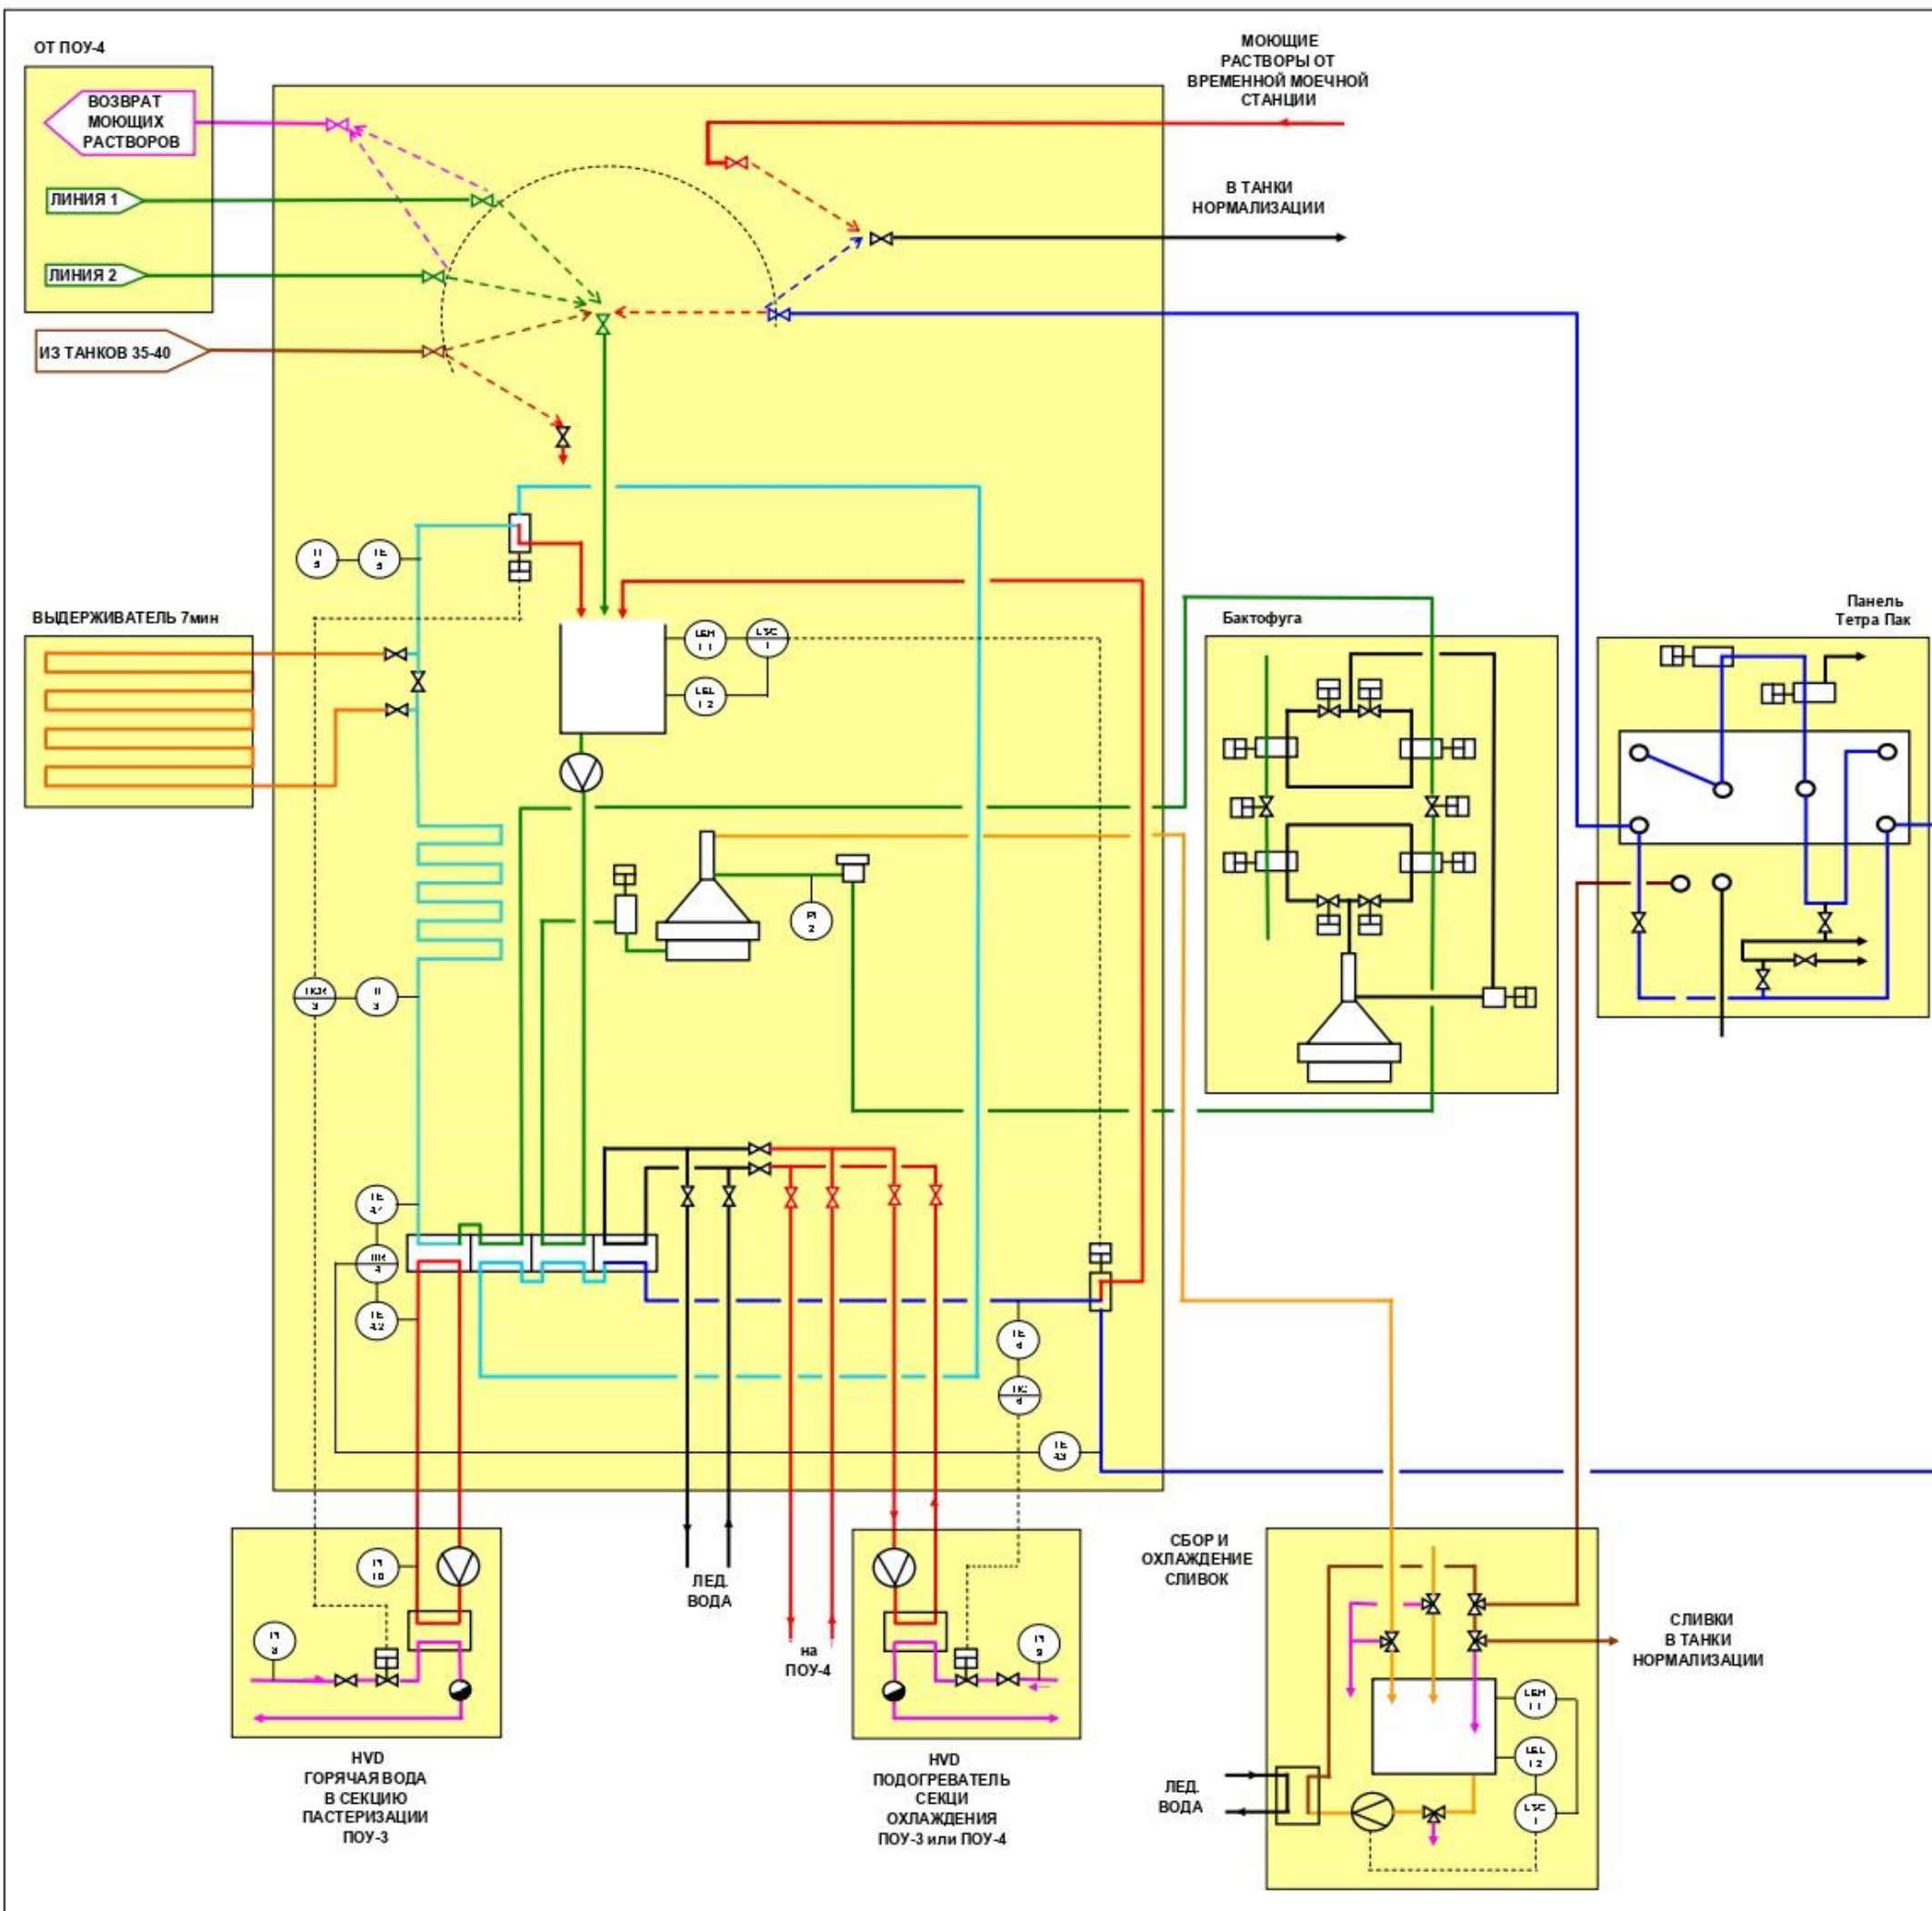 ОТ ПОУ-4
ВОЗВРАТ
МОЮЩИХ
РАСТВОРОВ
ЛИНИЯ 1
ЛИНИЯ 2
ИЗ ТАНКОВ 35-40
МОЮЩИЕ
РАСТВОРЫ ОТ
ВРЕМЕННОЙ МОЕЧНОЙ
СТАНЦИИ
В ТАНКИ
НОРМАЛИЗАЦИИ
ВЫДЕРЖИВАТЕЛЬ 7мин
Бактофуга
Панель
Тетра Пак
ЛЕД.
ВОДА
на
ПОУ-4
HVD
ГОРЯЧАЯ ВОДА
В СЕКЦИЮ
ПАСТЕРИЗАЦИИ
ПОУ-3
HVD
ПОДОГРЕВАТЕЛЬ
СЕКЦИ
ОХЛАЖДЕНИЯ
ПОУ-3 или ПОУ-4
СБОР И
ОХЛАЖДЕНИЕ
СЛИВОК
СЛИВКИ
В ТАНКИ
НОРМАЛИЗАЦИИ
ЛЕД.
ВОДА